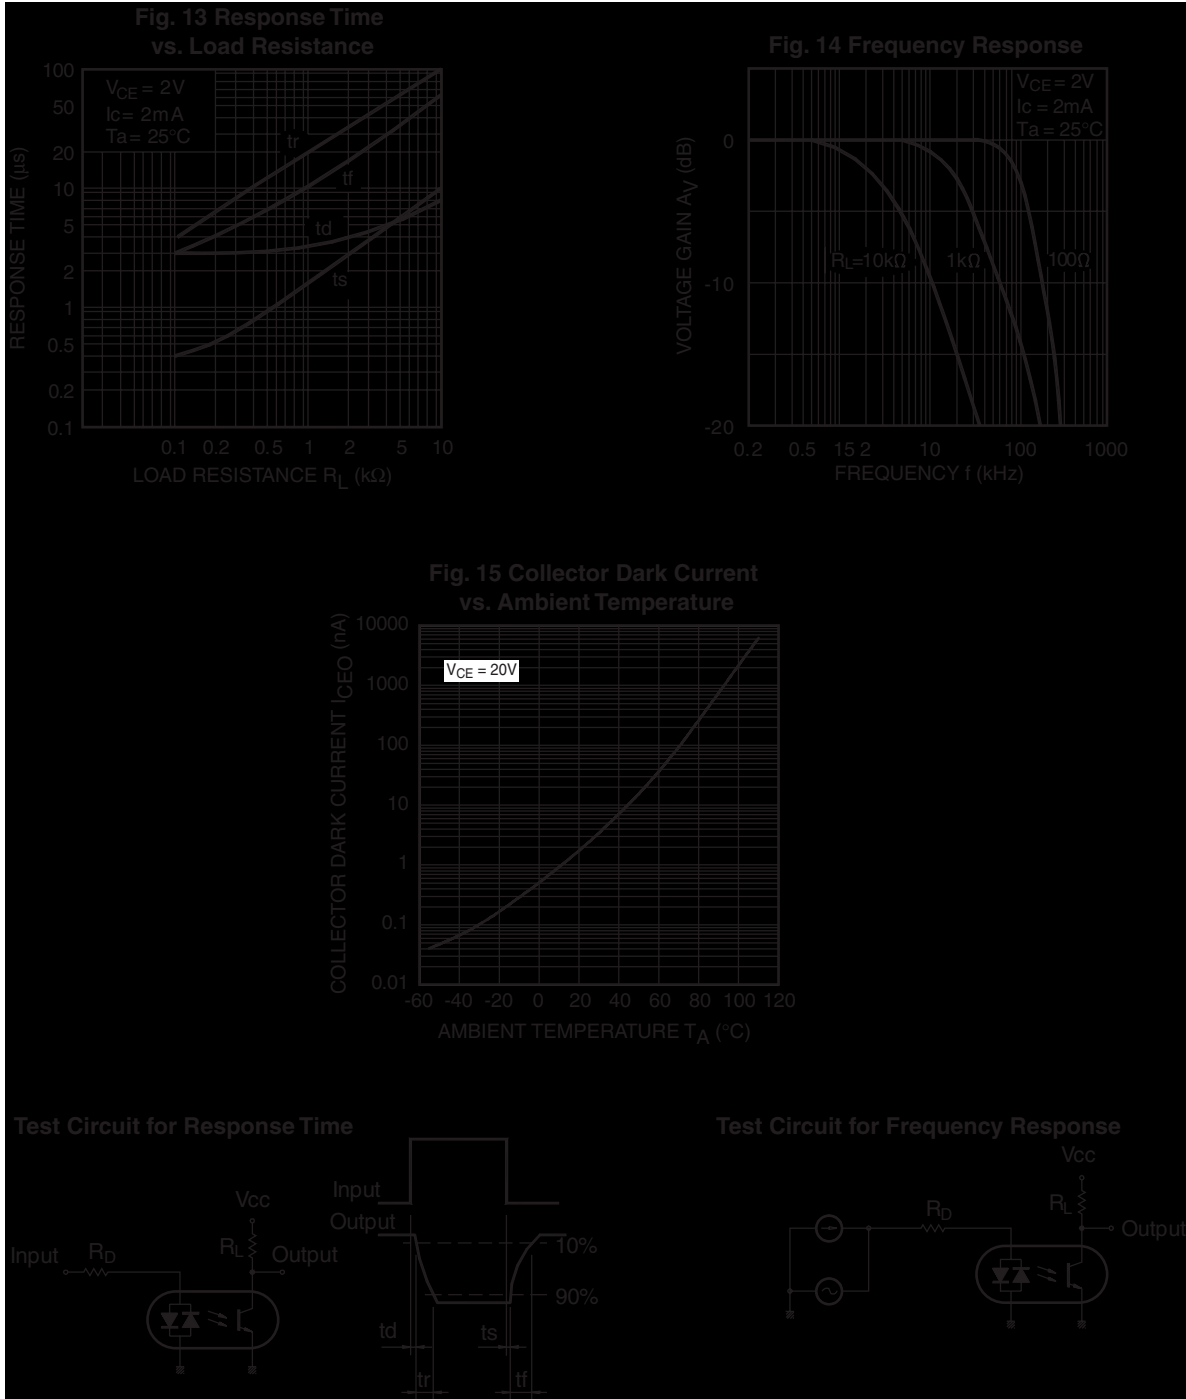 Fig. 13 Response Time
vs. Load Resistance
VCE = 2V
Ic = 2mA
Ta = 25°C
tr
tf
td
ts
100
50
20
10
5
2
1
0.5
0.2
0.1
RESPONSE TIME (µs)
0.1 0.2 0.5 1 2 5 10
LOAD RESISTANCE RL (kΩ)
Fig. 14 Frequency Response
VCE = 2V
Ic = 2mA
Ta = 25°C
0
-10
-20
VOLTAGE GAIN AV (dB)
RL=10kΩ 1kΩ 100Ω
0.2 0.5 15 2 10 100 1000
FREQUENCY f (kHz)
Fig. 15 Collector Dark Current
vs. Ambient Temperature
VCE = 20V
10000
1000
100
10
1
0.1
0.01
COLLECTOR DARK CURRENT ICEO (nA)
-60 -40 -20 0 20 40 60 80 100 120
AMBIENT TEMPERATURE TA (°C)
Test Circuit for Response Time
Vcc
Input RD RL Output
Input
Output
10%
90%
td ts
tr tf
Test Circuit for Frequency Response
Vcc
RD RL Output